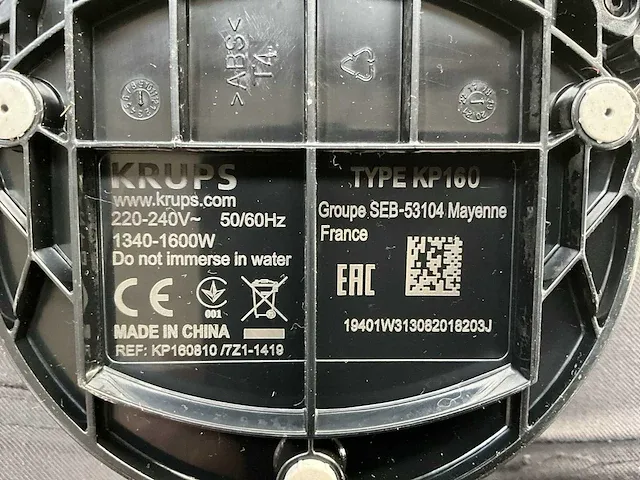 >ABS<
T4
KRUPS
www.krups.com
220-240V~ 50/60Hz
1340-1600W
Do not immerse in water
CE
001
MADE IN CHINA
REF: KP160810 /7Z1-1419
TYPE KP160
Groupe SEB-53104 Mayenne
France
EAC
19401W313082018203J